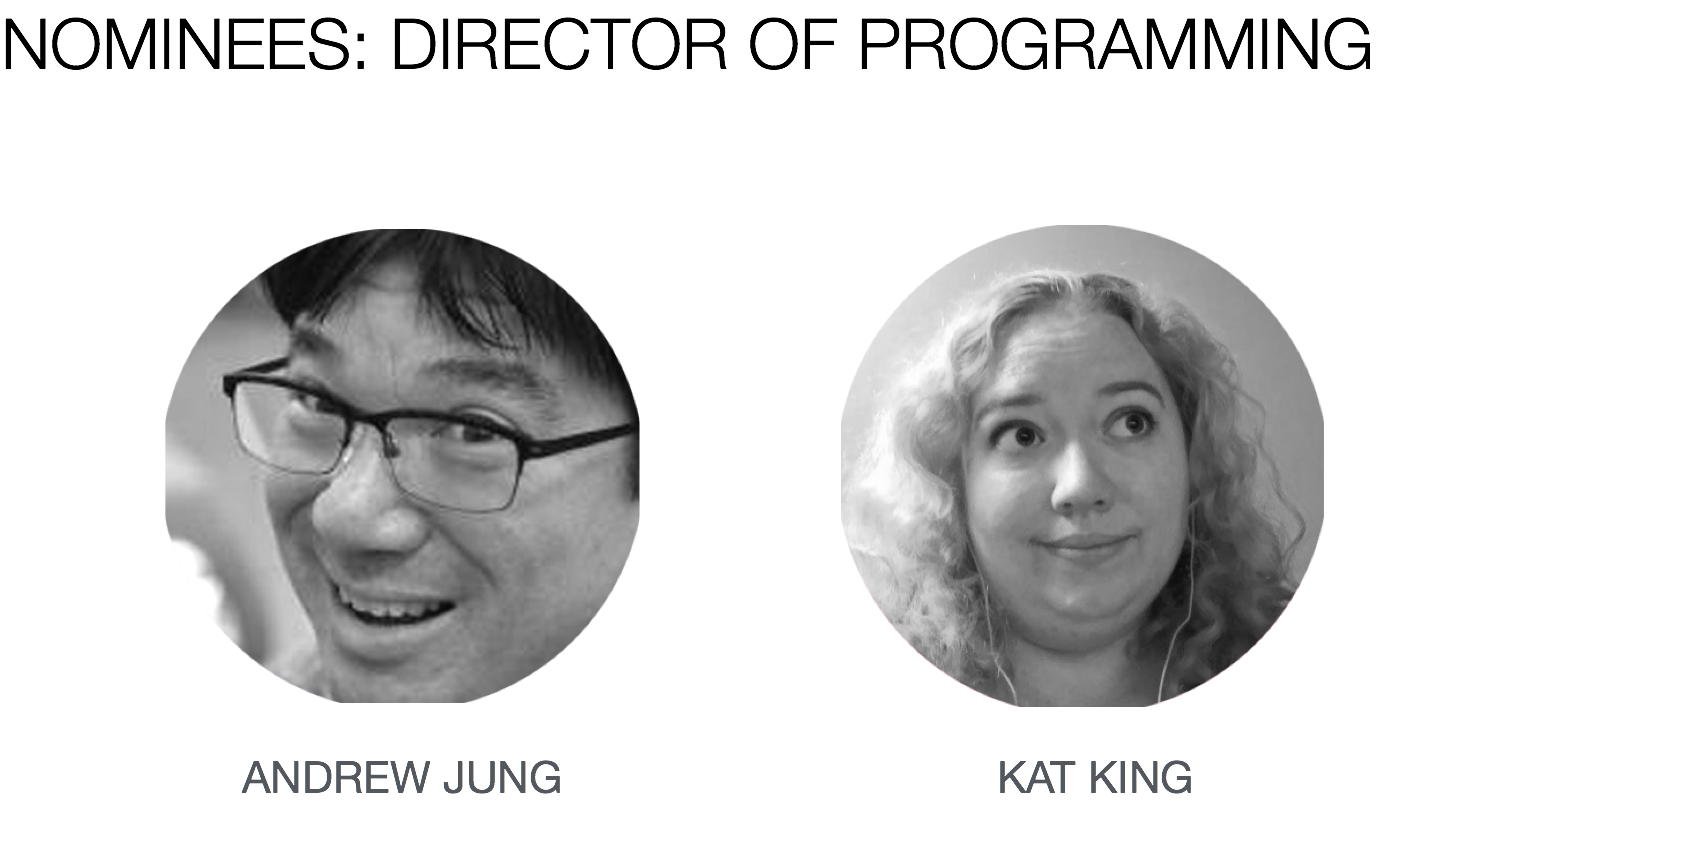 NOMINEES: DIRECTOR OF PROGRAMMING
ANDREW JUNG
KAT KING